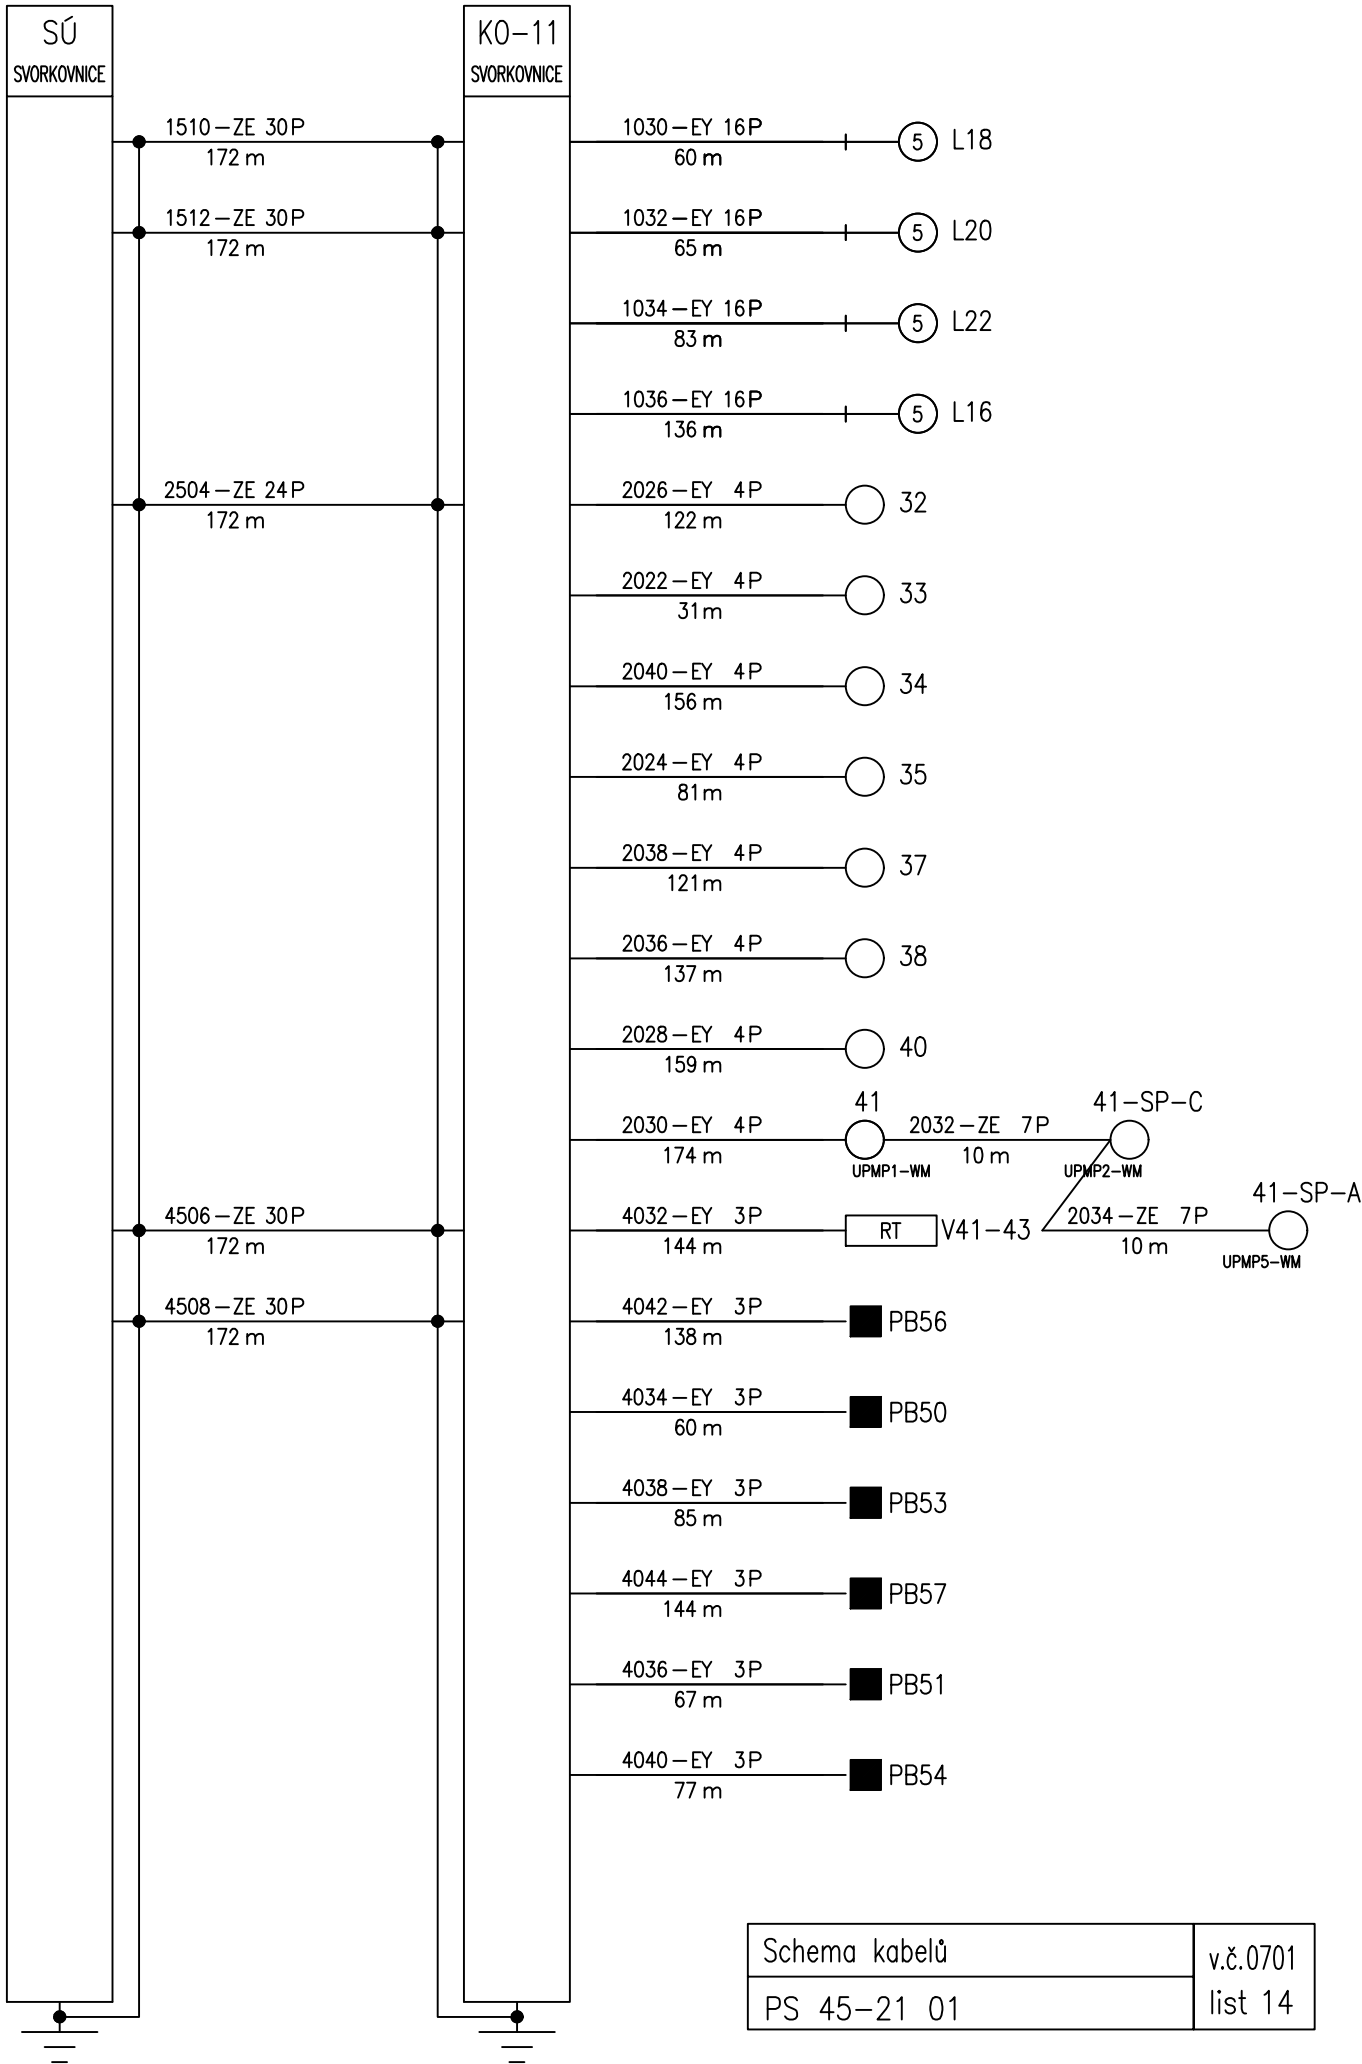 SÚ
SVORKOVNICE
KO-11
SVORKOVNICE
1510-ZE 30P
172 m
1030-EY 16P
60 m
5 L18
1512-ZE 30P
172 m
1032-EY 16P
65 m
5 L20
1034-EY 16P
83 m
5 L22
1036-EY 16P
136 m
5 L16
2504-ZE 24P
172 m
2026-EY 4P
122 m
32
2022-EY 4P
31 m
33
2040-EY 4P
156 m
34
2024-EY 4P
81 m
35
2038-EY 4P
121 m
37
2036-EY 4P
137 m
38
2028-EY 4P
159 m
40
2030-EY 4P
174 m
41
UPMP1-WM
2032-ZE 7P
10 m
41-SP-C
UPMP2-WM
4506-ZE 30P
172 m
4032-EY 3P
144 m
RT V41-43
2034-ZE 7P
10 m
41-SP-A
UPMP5-WM
4508-ZE 30P
172 m
4042-EY 3P
138 m
PB56
4034-EY 3P
60 m
PB50
4038-EY 3P
85 m
PB53
4044-EY 3P
144 m
PB57
4036-EY 3P
67 m
PB51
4040-EY 3P
77 m
PB54
Schema kabelů
PS 45-21 01
v.č.0701
list 14